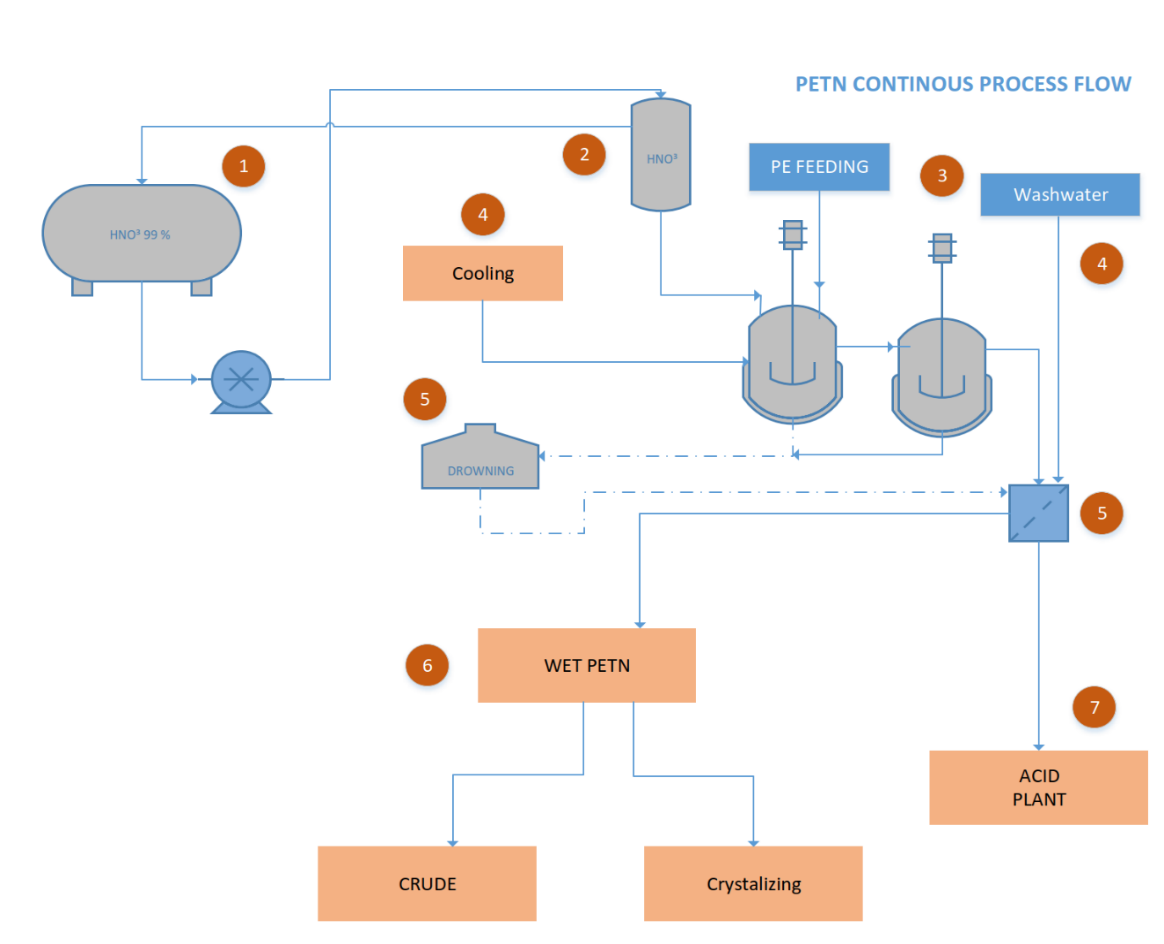 PETN CONTINOUS PROCESS FLOW
1
2
HNO³
PE FEEDING
3
Washwater
4
HNO³ 99 %
Cooling
4
5
DROWNING
5
6
WET PETN
7
ACID
PLANT
CRUDE
Crystalizing